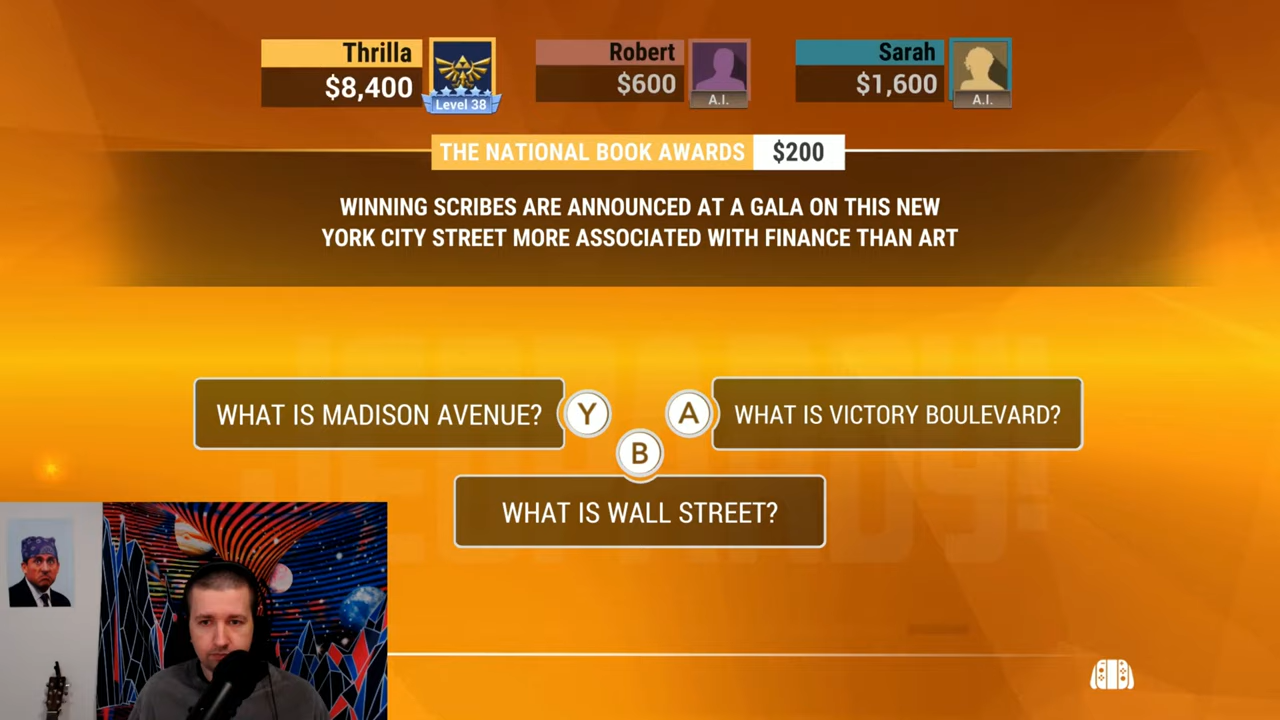 Thrilla
$8,400
Level 38
Robert
$600
A.I.
Sarah
$1,600
A.I.
THE NATIONAL BOOK AWARDS $200
WINNING SCRIBES ARE ANNOUNCED AT A GALA ON THIS NEW
YORK CITY STREET MORE ASSOCIATED WITH FINANCE THAN ART
WHAT IS MADISON AVENUE? Y A WHAT IS VICTORY BOULEVARD?
B
WHAT IS WALL STREET?
JEOPARDY!